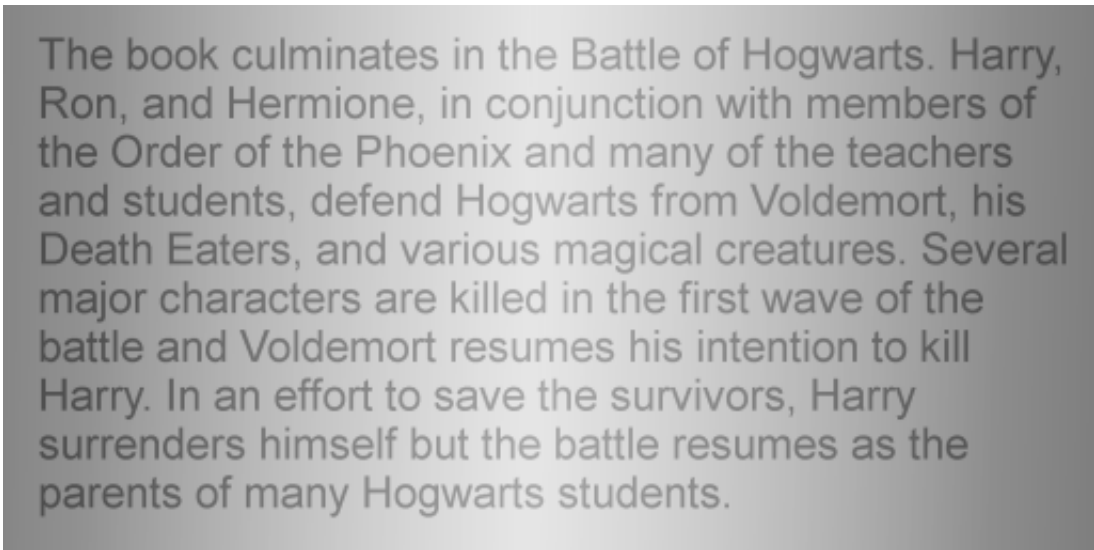 The book culminates in the Battle of Hogwarts. Harry,
Ron, and Hermione, in conjunction with members of
the Order of the Phoenix and many of the teachers
and students, defend Hogwarts from Voldemort, his
Death Eaters, and various magical creatures. Several
major characters are killed in the first wave of the
battle and Voldemort resumes his intention to kill
Harry. In an effort to save the survivors, Harry
surrenders himself but the battle resumes as the
parents of many Hogwarts students.